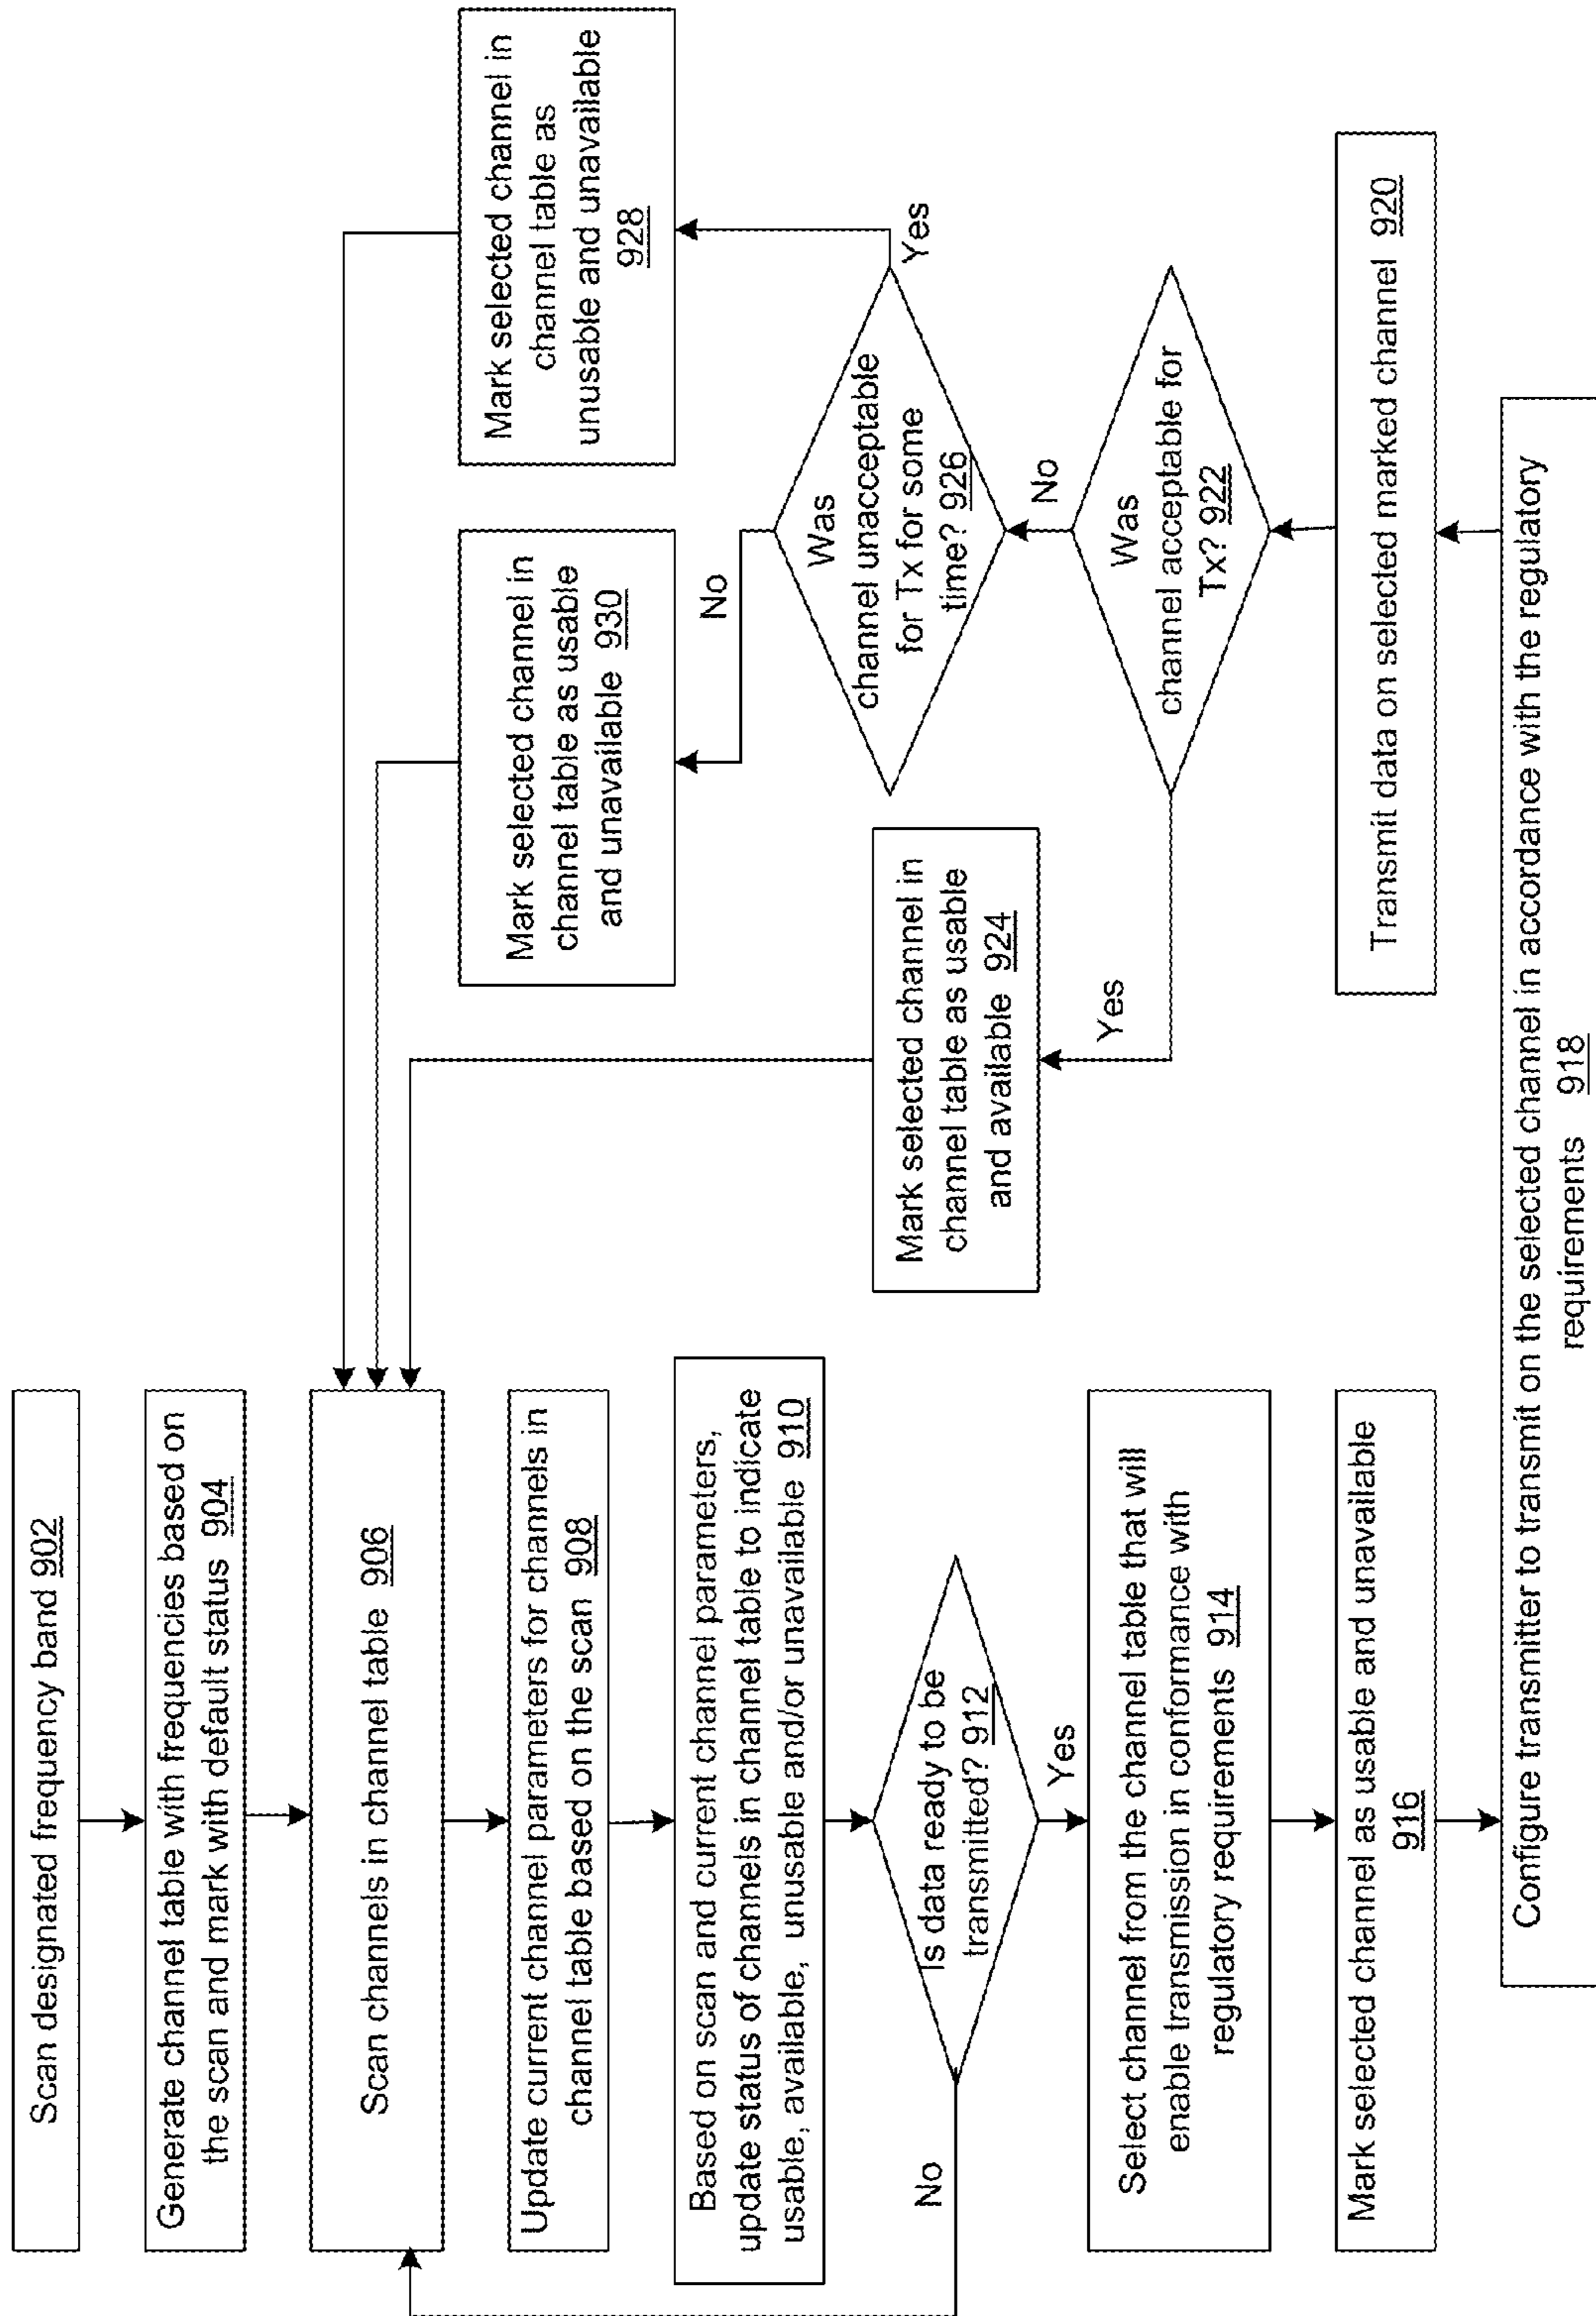 Scan designated frequency band 902
Generate channel table with frequencies based on
the scan and mark with default status 904
Scan channels in channel table 906
Update current channel parameters for channels in
channel table based on the scan 908
Based on scan and current channel parameters,
update status of channels in channel table to indicate
usable, available, unusable and/or unavailable 910
Is data ready to be
transmitted? 912
No
Yes
Select channel from the channel table that will
enable transmission in conformance with
regulatory requirements 914
Mark selected channel as usable and unavailable
916
Configure transmitter to transmit on the selected channel in accordance with the regulatory
requirements 918
Transmit data on selected marked channel 920
Was
channel acceptable for
Tx? 922
Yes
No
Mark selected channel in
channel table as usable
and available 924
Was
channel unacceptable
for Tx for some
time? 926
No
Yes
Mark selected channel in
channel table as usable
and unavailable 930
Mark selected channel in
channel table as
unusable and unavailable
928